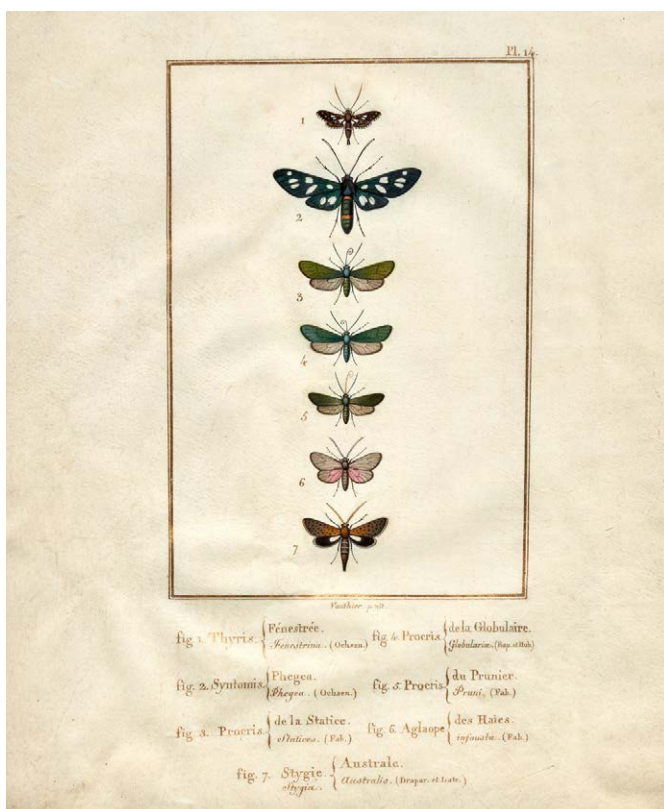 Pl. 14.
1
2
3
4
5
6
7
Vauthier pinxt.
fig. 1. Thyris. { Fénestrée.
Fenestrina. (Ochsen.)
fig. 4. Procris { de la Globulaire.
Globulariæ. (Esp. et Hub.)
fig. 2. Syntomis. { Phegea.
Phegea. (Ochsen.)
fig. 5. Procris { du Prunier.
Pruni. (Fab.)
fig. 3. Procris. { de la Statice.
Statices. (Fab.)
fig. 6. Aglaope { des Haies.
infausta. (Fab.)
fig. 7. Stygie. { Australe.
Stygia. Australis. (Drapar. et Latr.)